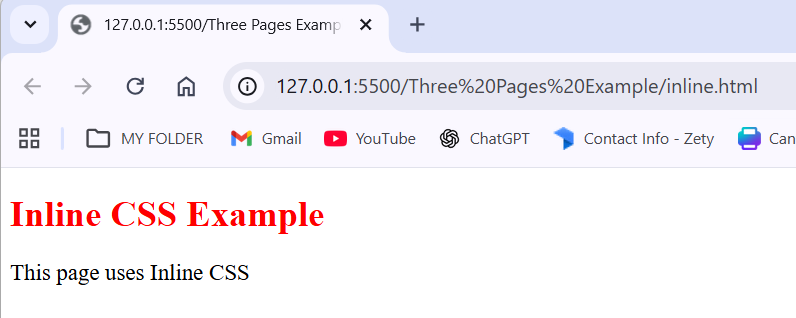 127.0.0.1:5500/Three Pages Examp
127.0.0.1:5500/Three%20Pages%20Example/inline.html
MY FOLDER Gmail YouTube ChatGPT Contact Info - Zety Can
Inline CSS Example
This page uses Inline CSS